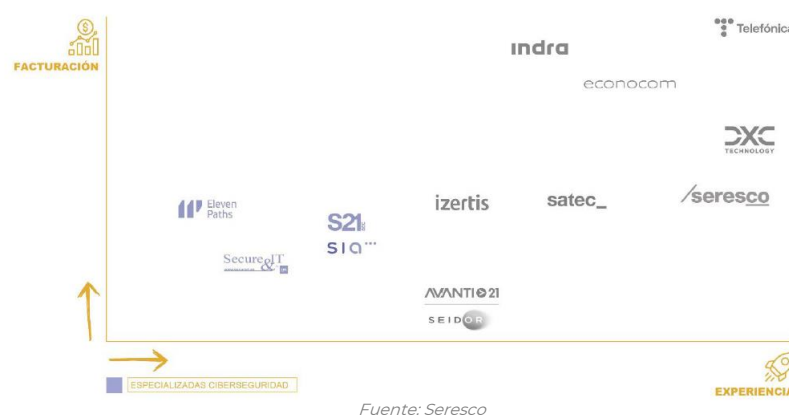 Telefónica
indra
FACTURACIÓN
econocom
DXC
TECHNOLOGY
Eleven
Paths
izertis
satec_
/seresco
S21
sia
Secure&IT
AVANTI21
SEIDOR
ESPECIALIZADAS CIBERSEGURIDAD
EXPERIENCIA
Fuente: Seresco